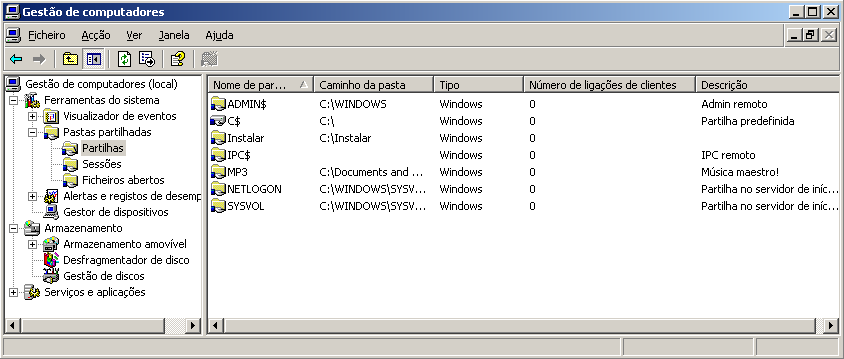 Gestão de computadores
Ficheiro Acção Ver Janela Ajuda
Gestão de computadores (local)
Ferramentas do sistema
Visualizador de eventos
Pastas partilhadas
Partilhas
Sessões
Ficheiros abertos
Alertas e registos de desemp
Gestor de dispositivos
Armazenamento
Armazenamento amovível
Desfragmentador de disco
Gestão de discos
Serviços e aplicações
Nome de par... Caminho da pasta Tipo Número de ligações de clientes Descrição
ADMIN$ C:\WINDOWS Windows 0 Admin remoto
C$ C:\ Windows 0 Partilha predefinida
Instalar C:\Instalar Windows 0
IPC$ Windows 0 IPC remoto
MP3 C:\Documents and ... Windows 0 Música maestro!
NETLOGON C:\WINDOWS\SYSV... Windows 0 Partilha no servidor de iníc...
SYSVOL C:\WINDOWS\SYSV... Windows 0 Partilha no servidor de iníc...